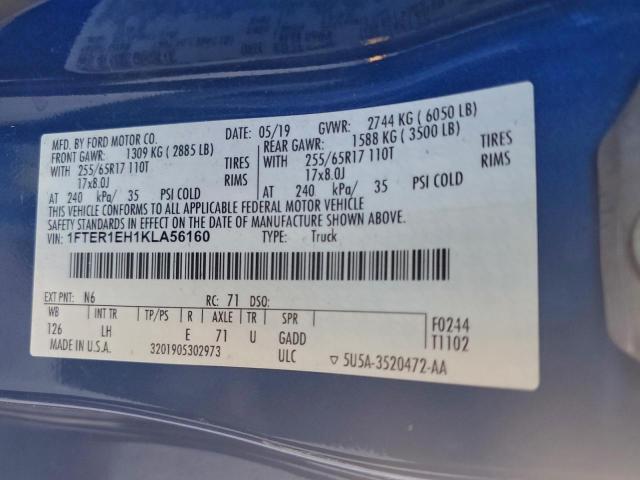 MFD. BY FORD MOTOR CO.
DATE: 05/19 GVWR: 2744 KG ( 6050 LB)
FRONT GAWR: 1309 KG ( 2885 LB) REAR GAWR: 1588 KG ( 3500 LB)
WITH 255/65R17 110T TIRES WITH 255/65R17 110T TIRES
17x8.0J RIMS 17x8.0J RIMS
AT 240 kPa/ 35 PSI COLD AT 240 kPa/ 35 PSI COLD
THIS VEHICLE CONFORMS TO ALL APPLICABLE FEDERAL MOTOR VEHICLE
SAFETY STANDARDS IN EFFECT ON THE DATE OF MANUFACTURE SHOWN ABOVE.
VIN: 1FTER1EH1KLA56160 TYPE: Truck
EXT PNT: N6 RC: 71 DSO:
WB INT TR TP/PS R AXLE TR SPR
126 LH E 71 U GADD
F0244
T1102
MADE IN U.S.A. 3201905302973 ULC ▽ 5U5A-3520472-AA